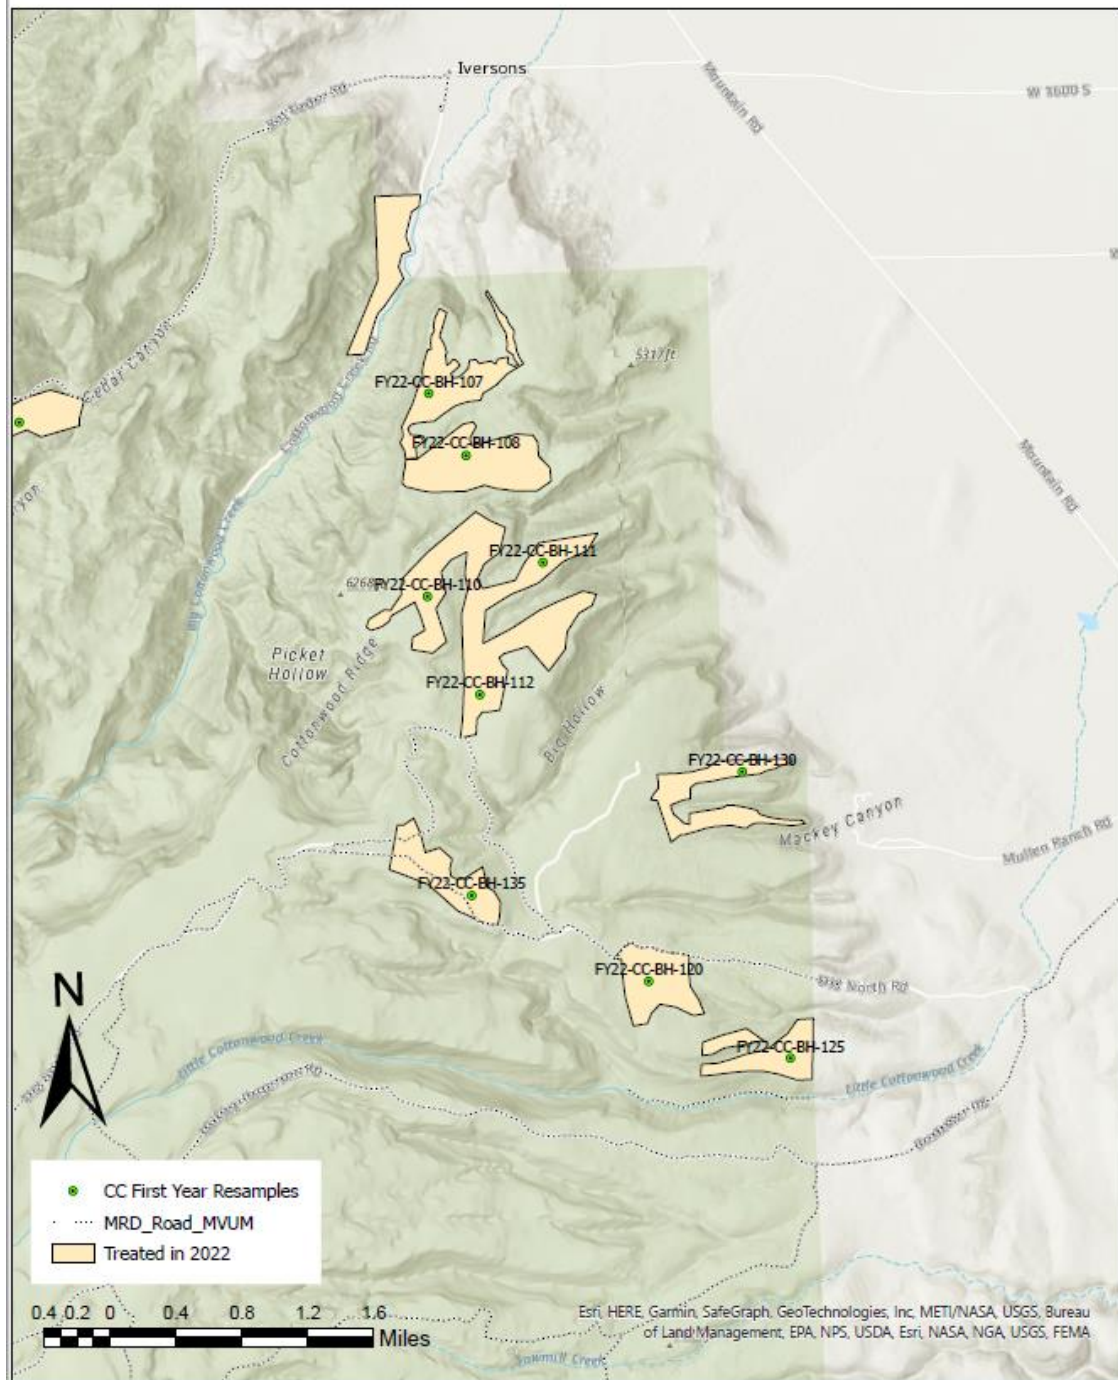 Iversons
Mountain Rd
W 1600 S
W
5317ft
Cedar Canyon
FY22-CC-BH-107
Cottonwood Creek Rd
FY22-CC-BH-108
Mountain Rd
Big Cottonwood Creek
FY22-CC-BH-111
FY22-CC-BH-110
Picket
Hollow
Cottonwood Ridge
FY22-CC-BH-112
Big Hollow
FY22-CC-BH-130
Mackey Canyon
Mullen Ranch Rd
FY22-CC-BH-135
FY22-CC-BH-120
North Rd
N
FY22-CC-BH-125
Little Cottonwood Creek
Little Cottonwood Creek
CC First Year Resamples
MRD_Road_MVUM
Treated in 2022
0.4 0.2 0 0.4 0.8 1.2 1.6
Miles
Esri, HERE, Garmin, SafeGraph, GeoTechnologies, Inc, METI/NASA, USGS, Bureau
of Land Management, EPA, NPS, USDA, Esri, NASA, NGA, USGS, FEMA
Sawmill Creek